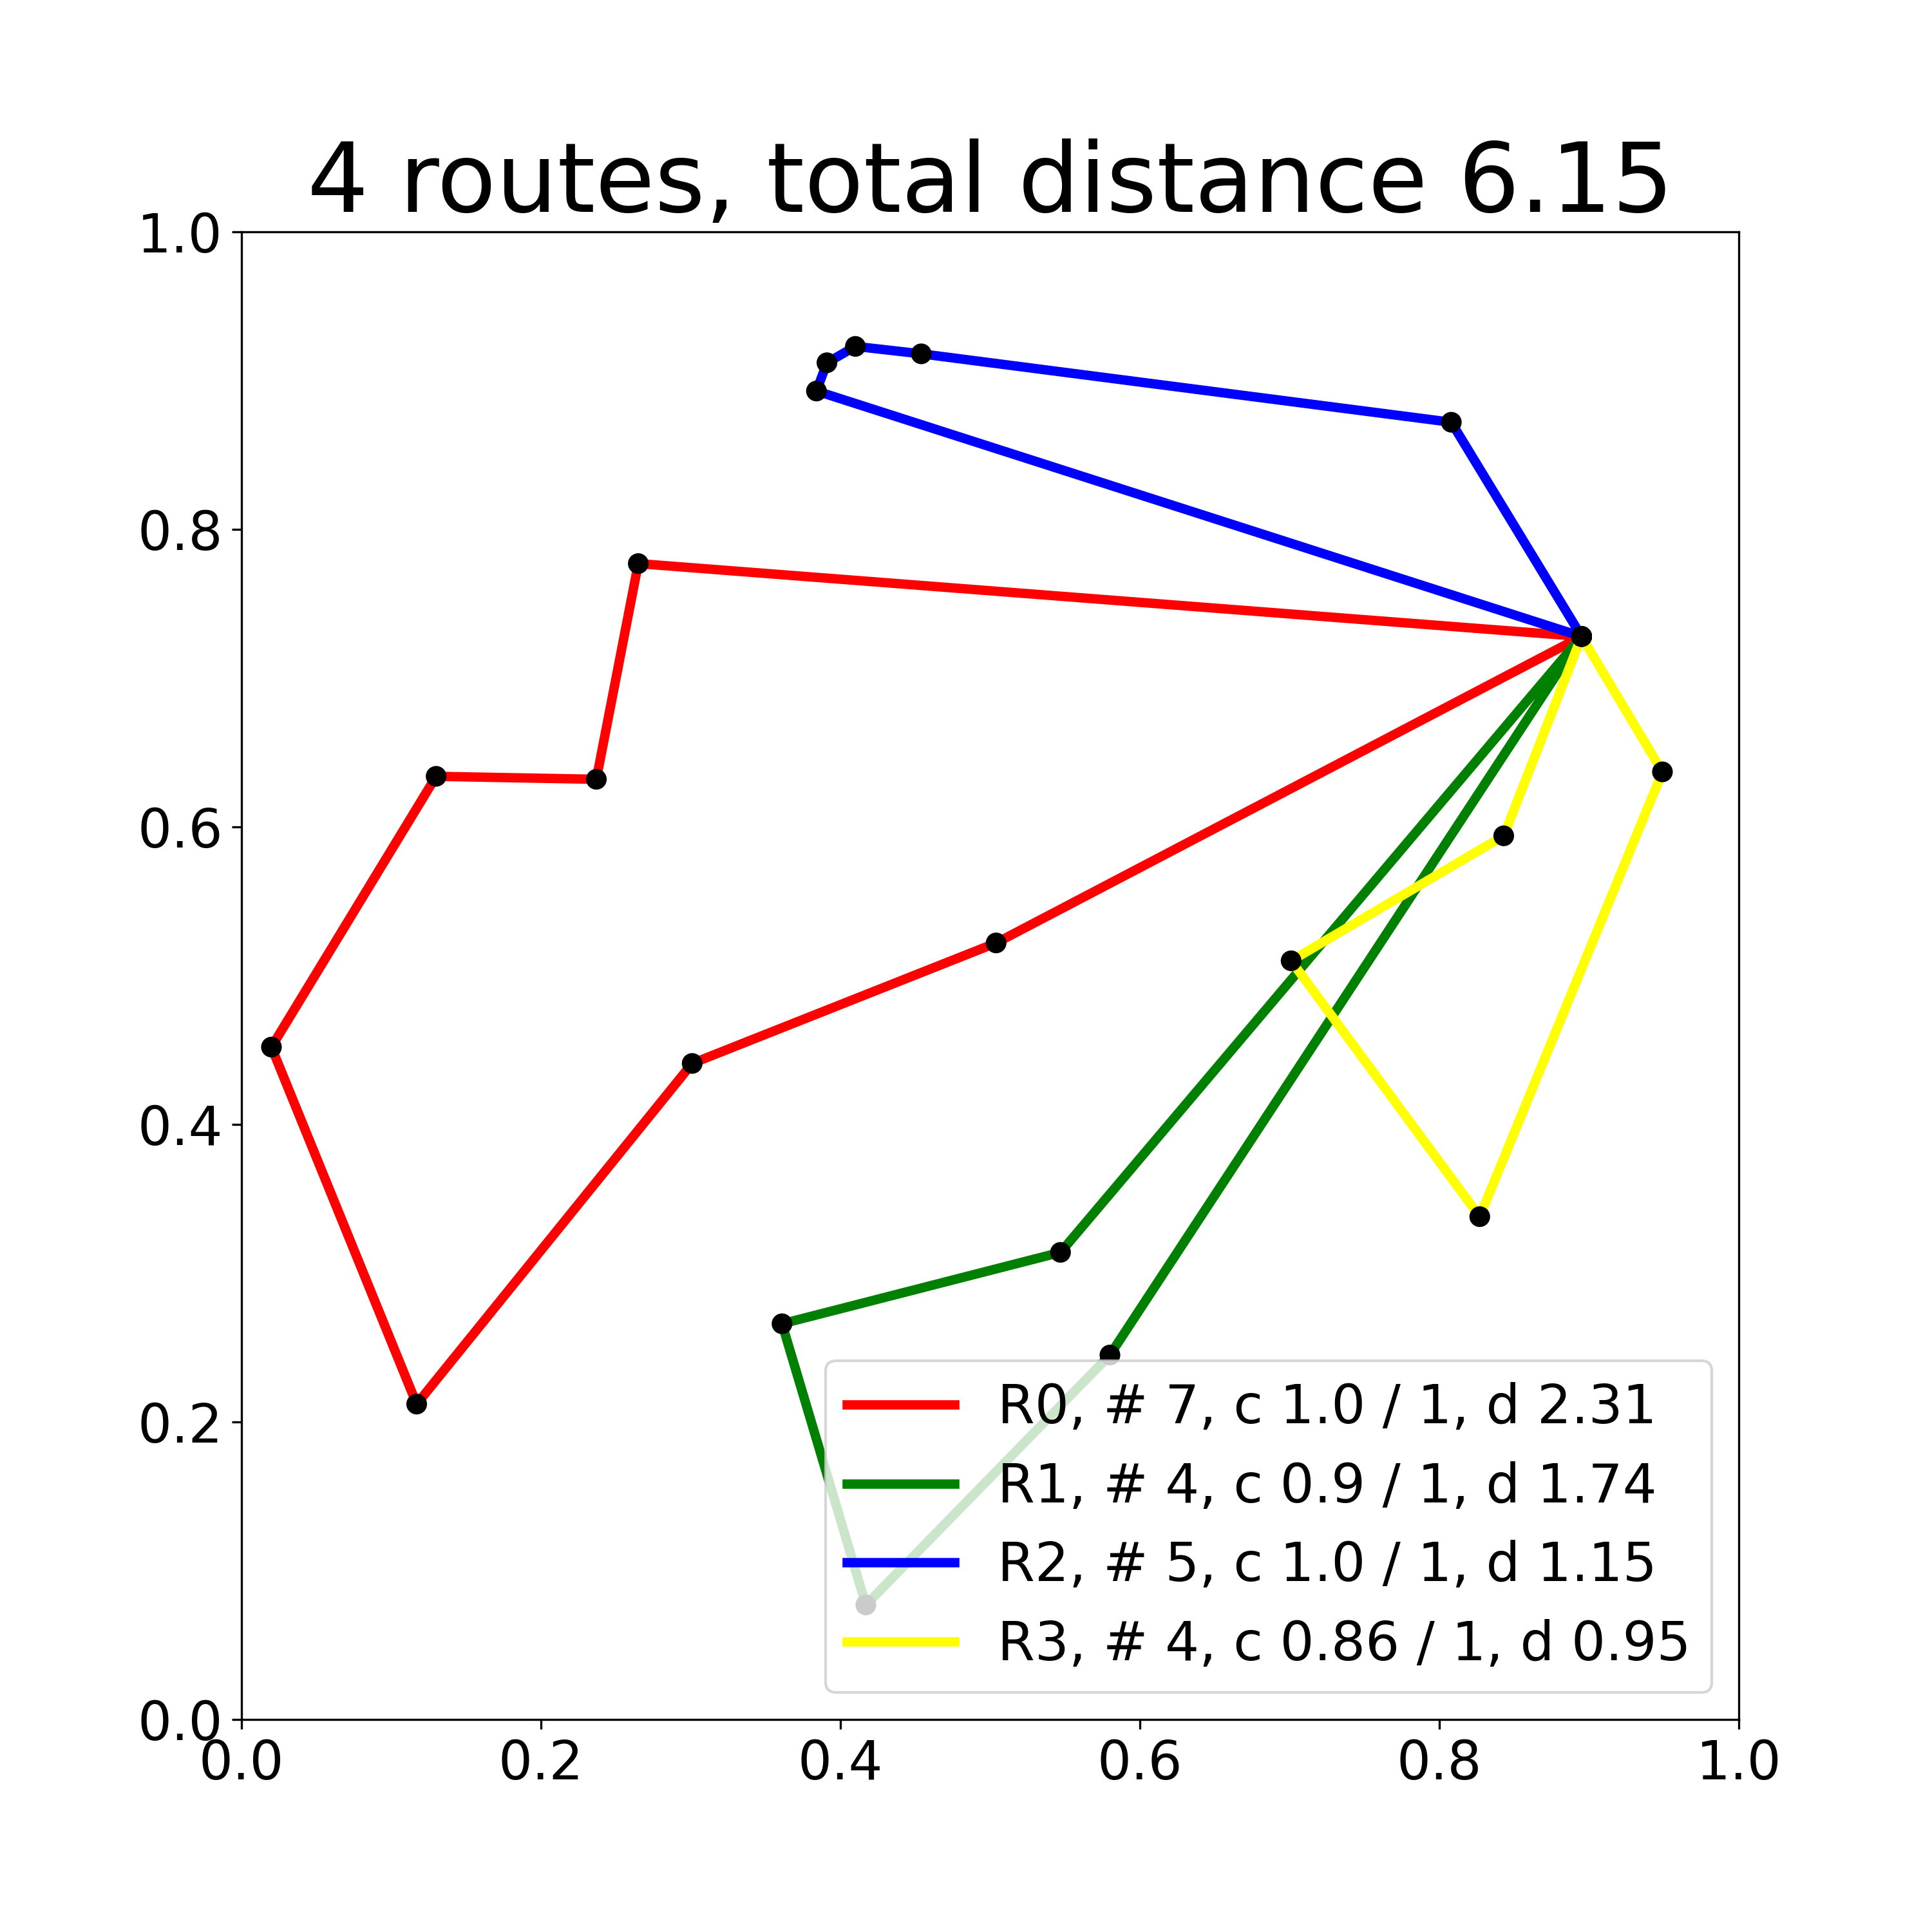 4 routes, total distance 6.15
1.0
0.8
0.6
0.4
0.2
0.0
0.0 0.2 0.4 0.6 0.8 1.0
R0, # 7, c 1.0 / 1, d 2.31
R1, # 4, c 0.9 / 1, d 1.74
R2, # 5, c 1.0 / 1, d 1.15
R3, # 4, c 0.86 / 1, d 0.95